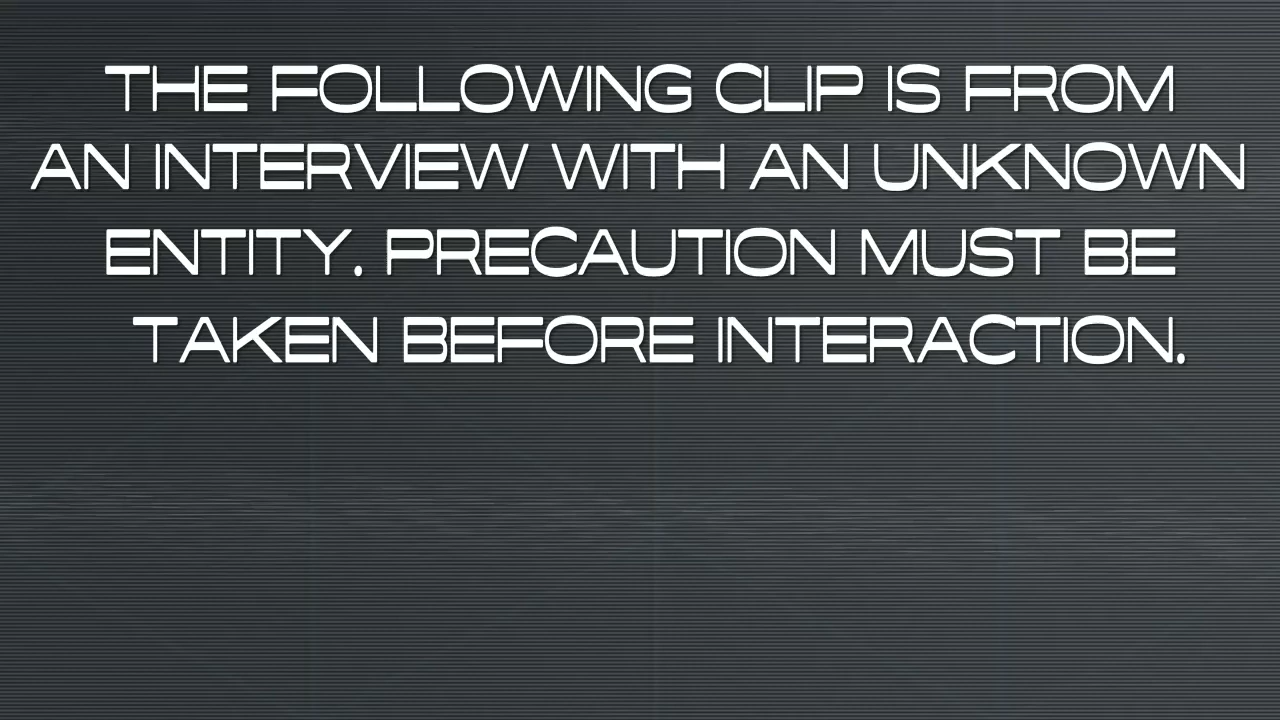 THE FOLLOWING CLIP IS FROM
AN INTERVIEW WITH AN UNKNOWN
ENTITY. PRECAUTION MUST BE
TAKEN BEFORE INTERACTION.